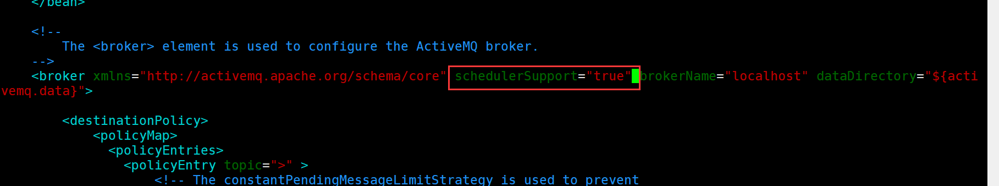 </bean>
<!--
The <broker> element is used to configure the ActiveMQ broker.
-->
<broker xmlns="http://activemq.apache.org/schema/core" schedulerSupport="true" brokerName="localhost" dataDirectory="${acti
vemq.data}">
<destinationPolicy>
<policyMap>
<policyEntries>
<policyEntry topic=">" >
<!-- The constantPendingMessageLimitStrategy is used to prevent